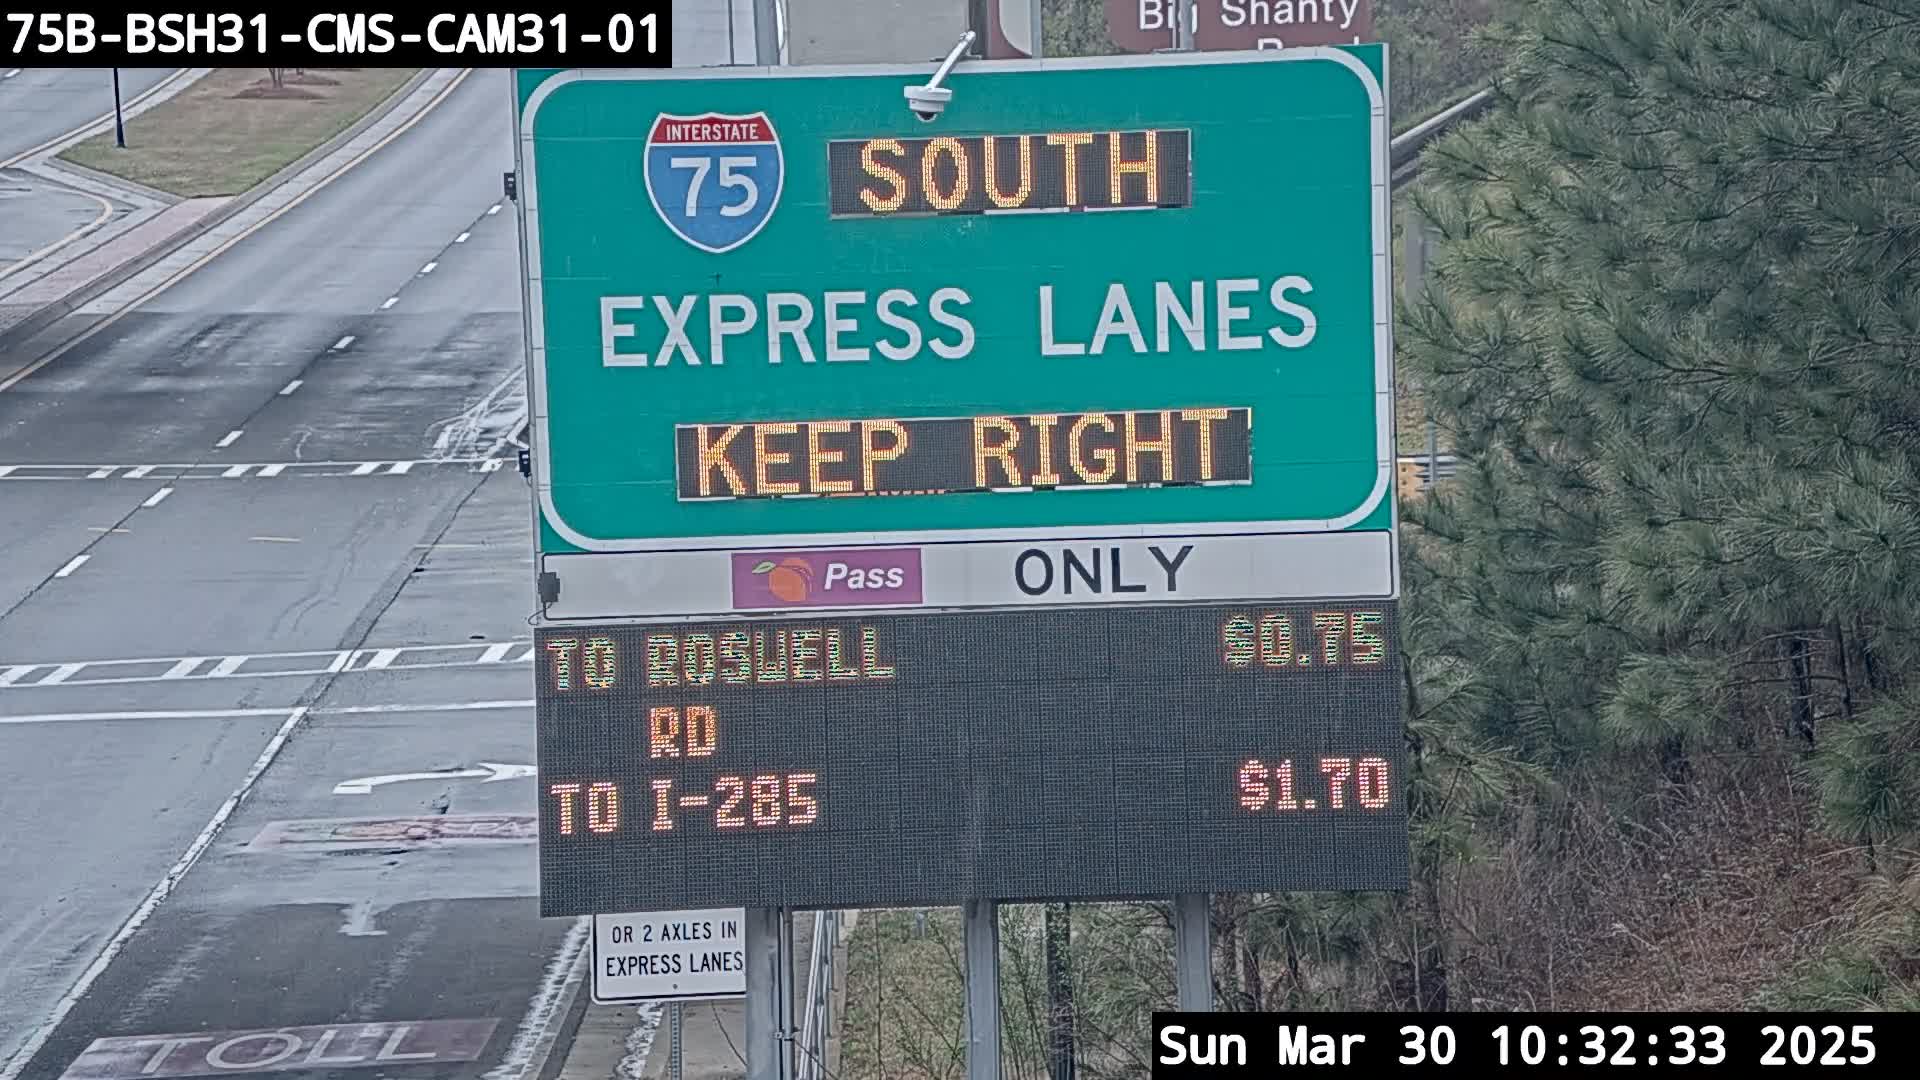 75B-BSH31-CMS-CAM31-01
Big Shanty
INTERSTATE
75
SOUTH
EXPRESS LANES
KEEP RIGHT
Pass ONLY
TO ROSWELL $0.75
RD
TO I-285 $1.70
OR 2 AXLES IN
EXPRESS LANES
TOLL
Sun Mar 30 10:32:33 2025